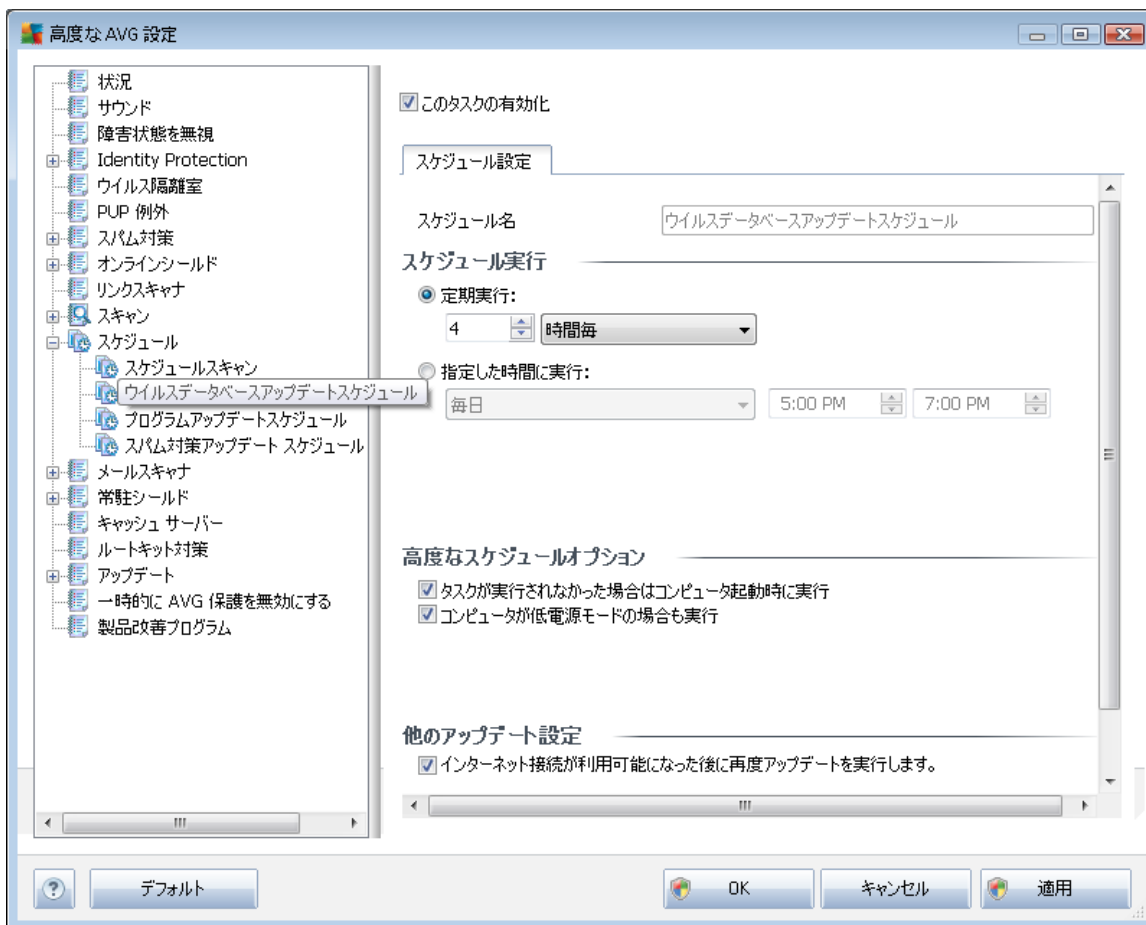 高度な AVG 設定
状況
サウンド
障害状態を無視
Identity Protection
ウイルス隔離室
PUP 例外
スパム対策
オンラインシールド
リンクスキャナ
スキャン
スケジュール
スケジュールスキャン
ウイルスデータベースアップデートスケジュール
プログラムアップデートスケジュール
スパム対策アップデート スケジュール
メールスキャナ
常駐シールド
キャッシュ サーバー
ルートキット対策
アップデート
一時的に AVG 保護を無効にする
製品改善プログラム
このタスクの有効化
スケジュール設定
スケジュール名
ウイルスデータベースアップデートスケジュール
スケジュール実行
定期実行:
4 時間毎
指定した時間に実行:
毎日 5:00 PM 7:00 PM
高度なスケジュールオプション
タスクが実行されなかった場合はコンピュータ起動時に実行
コンピュータが低電源モードの場合も実行
他のアップデート設定
インターネット接続が利用可能になった後に再度アップデートを実行します。
? デフォルト OK キャンセル 適用